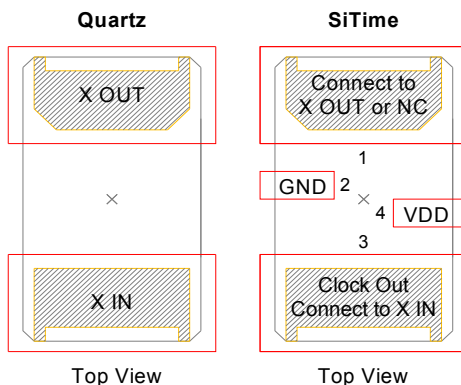 Quartz
X OUT
X IN
Top View
SiTime
Connect to
X OUT or NC
1
GND
2
4
VDD
3
Clock Out
Connect to X IN
Top View